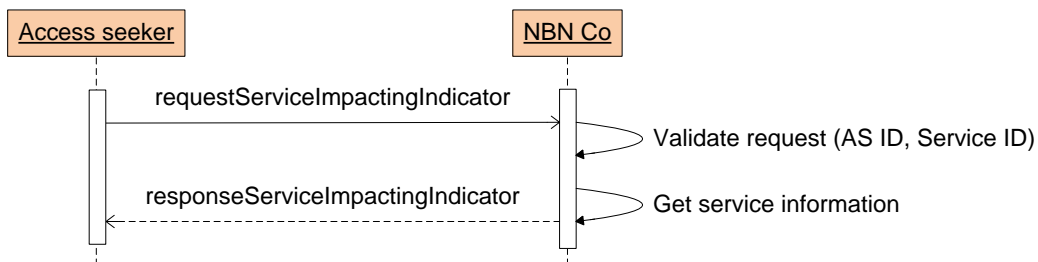 Access seeker
NBN Co
requestServiceImpactingIndicator
Validate request (AS ID, Service ID)
responseServiceImpactingIndicator
Get service information